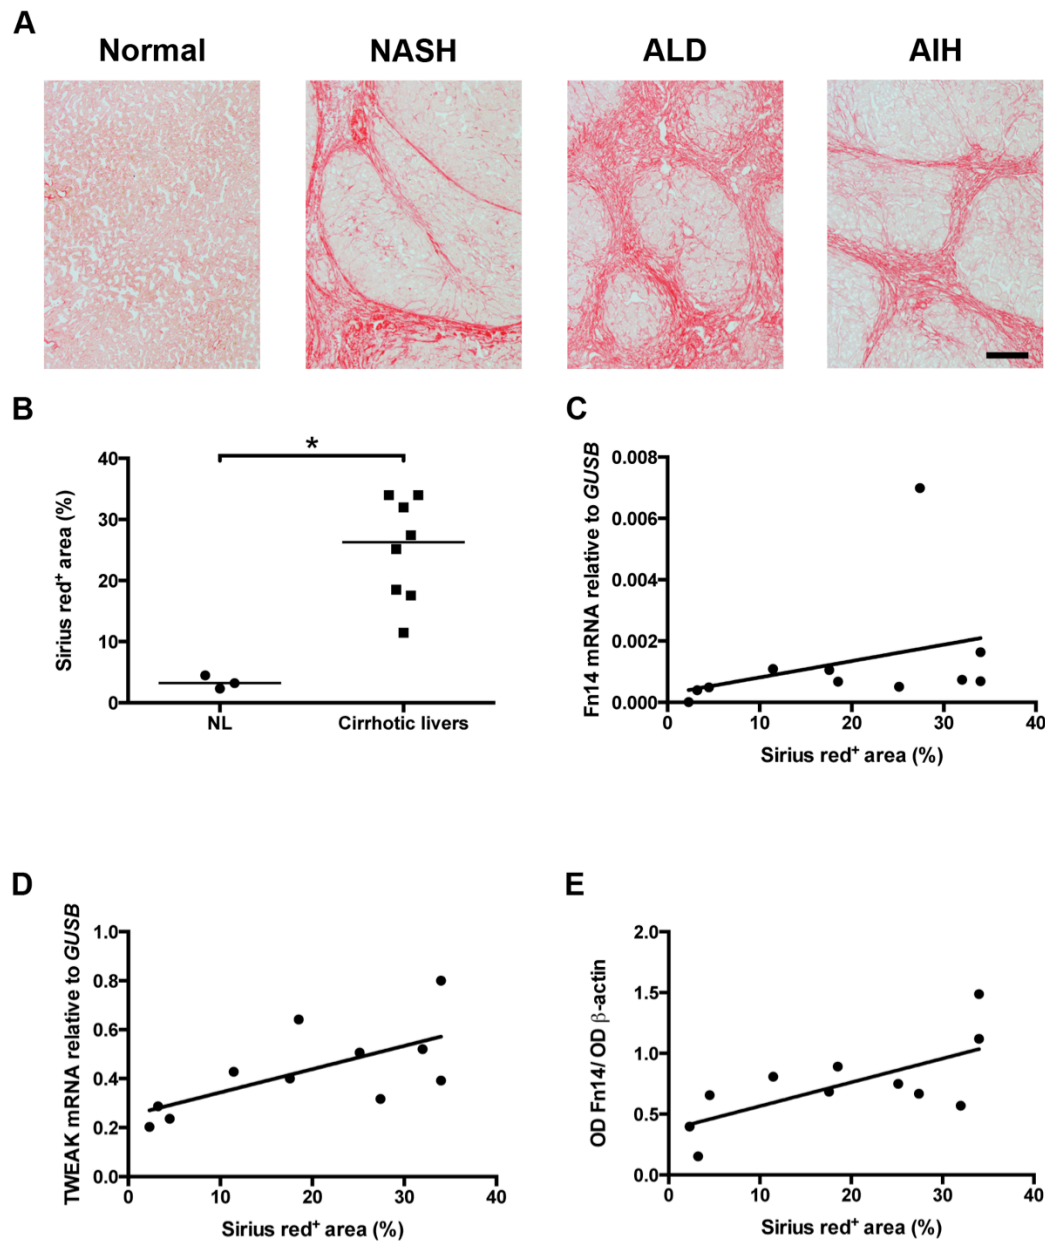 A
Normal
NASH
ALD
AIH
B
*
40
30
20
10
0
Sirius red⁺ area (%)
NL
Cirrhotic livers
C
0.008
0.006
0.004
0.002
0.000
Fn14 mRNA relative to GUSB
0
10
20
30
40
Sirius red⁺ area (%)
D
1.0
0.8
0.6
0.4
0.2
0.0
TWEAK mRNA relative to GUSB
0
10
20
30
40
Sirius red⁺ area (%)
E
2.0
1.5
1.0
0.5
0.0
OD Fn14/ OD β-actin
0
10
20
30
40
Sirius red⁺ area (%)